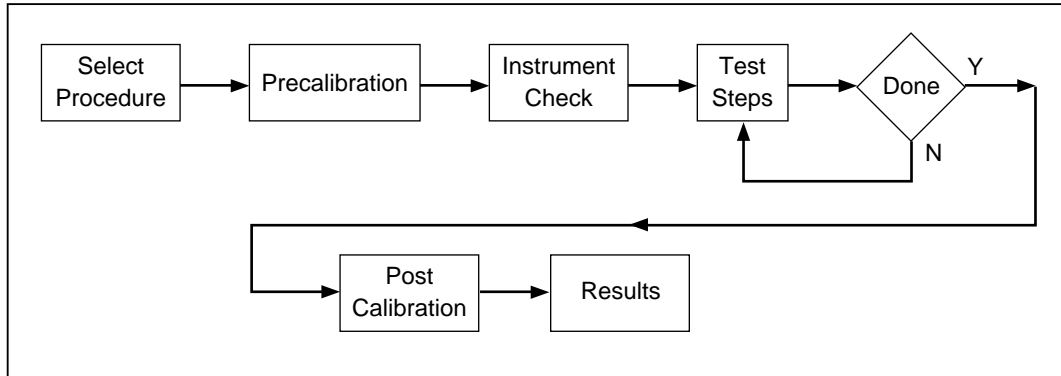 Select
Procedure
Precalibration
Instrument
Check
Test
Steps
Done
Y
N
Post
Calibration
Results